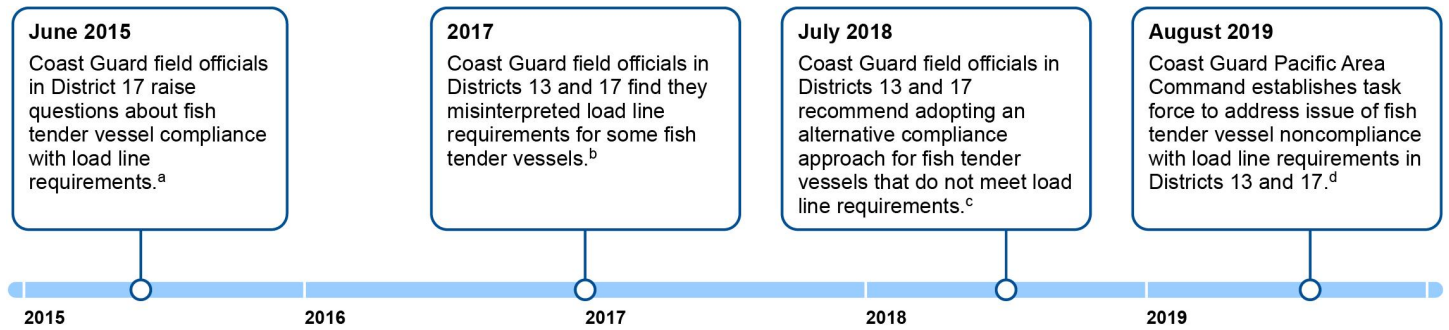 June 2015
Coast Guard field officials
in District 17 raise
questions about fish
tender vessel compliance
with load line
requirements.a
2017
Coast Guard field officials in
Districts 13 and 17 find they
misinterpreted load line
requirements for some fish
tender vessels.b
July 2018
Coast Guard field officials in
Districts 13 and 17
recommend adopting an
alternative compliance
approach for fish tender
vessels that do not meet load
line requirements.c
August 2019
Coast Guard Pacific Area
Command establishes task
force to address issue of fish
tender vessel noncompliance
with load line requirements in
Districts 13 and 17.d
2015
2016
2017
2018
2019